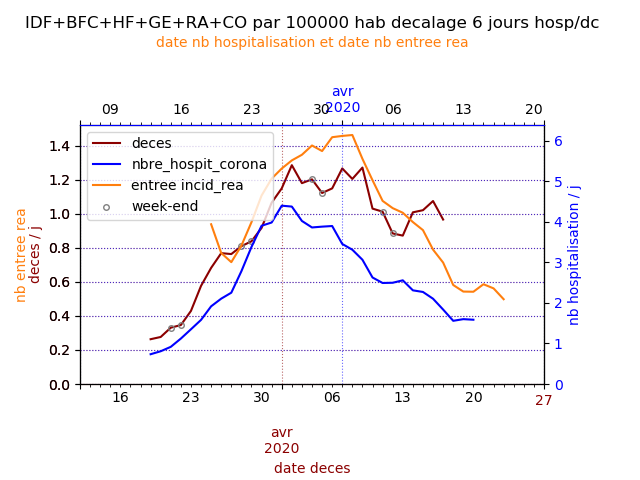 IDF+BFC+HF+GE+RA+CO par 100000 hab decalage 6 jours hosp/dc
date nb hospitalisation et date nb entree rea
avr
2020
09 16 23 30 06 13 20
deces
nbre_hospit_corona
entree incid_rea
week-end
1.4
1.2
1.0
0.8
0.6
0.4
0.2
0.0
nb entree rea
deces / j
6
5
4
3
2
1
0
nb hospitalisation / j
16 23 30 06 13 20 27
avr
2020
date deces